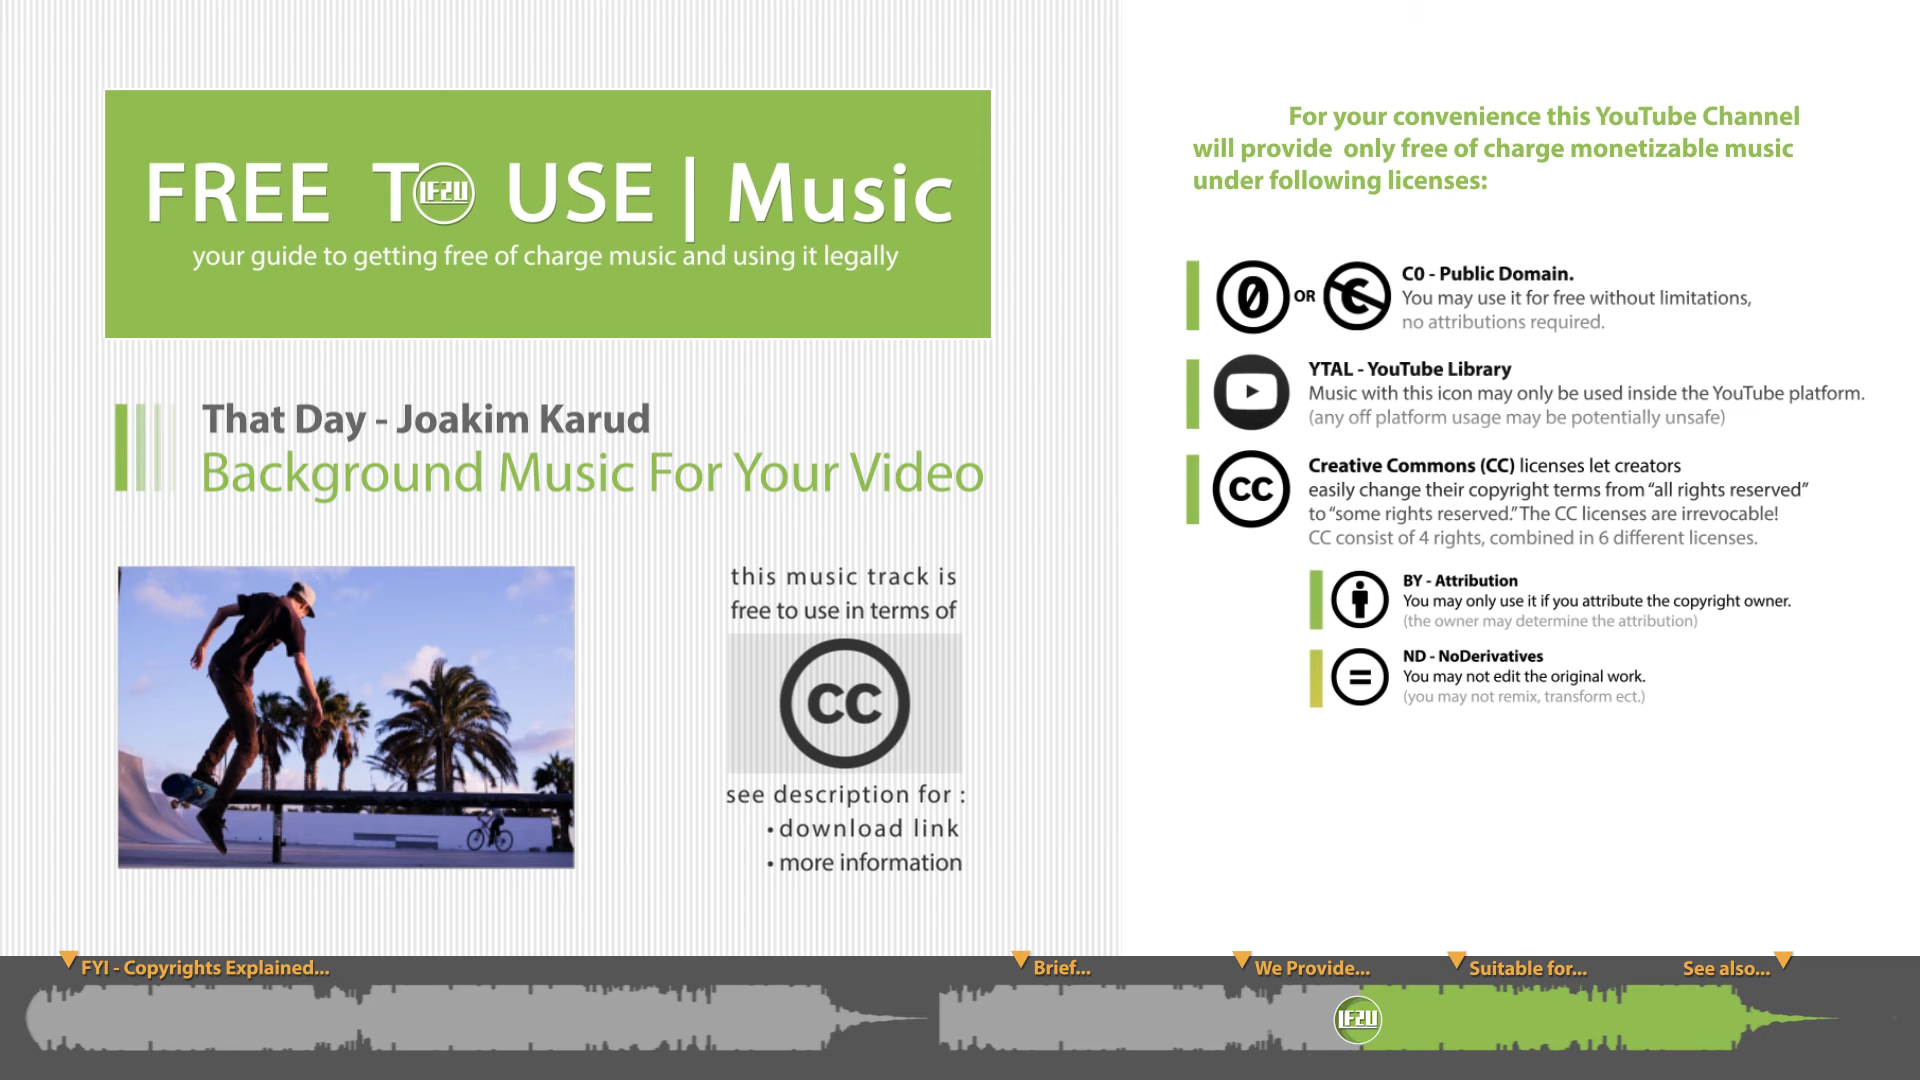 FREE TO USE | Music
IF2U
your guide to getting free of charge music and using it legally
That Day - Joakim Karud
Background Music For Your Video
this music track is
free to use in terms of
cc
see description for :
• download link
• more information
For your convenience this YouTube Channel
will provide only free of charge monetizable music
under following licenses:
0 OR C
C0 - Public Domain.
You may use it for free without limitations,
no attributions required.
YTAL - YouTube Library
Music with this icon may only be used inside the YouTube platform.
(any off platform usage may be potentially unsafe)
cc
Creative Commons (CC) licenses let creators
easily change their copyright terms from “all rights reserved”
to “some rights reserved.” The CC licenses are irrevocable!
CC consist of 4 rights, combined in 6 different licenses.
BY - Attribution
You may only use it if you attribute the copyright owner.
(the owner may determine the attribution)
=
ND - NoDerivatives
You may not edit the original work.
(you may not remix, transform ect.)
FYI - Copyrights Explained...
Brief...
We Provide...
Suitable for...
See also...
IF2U